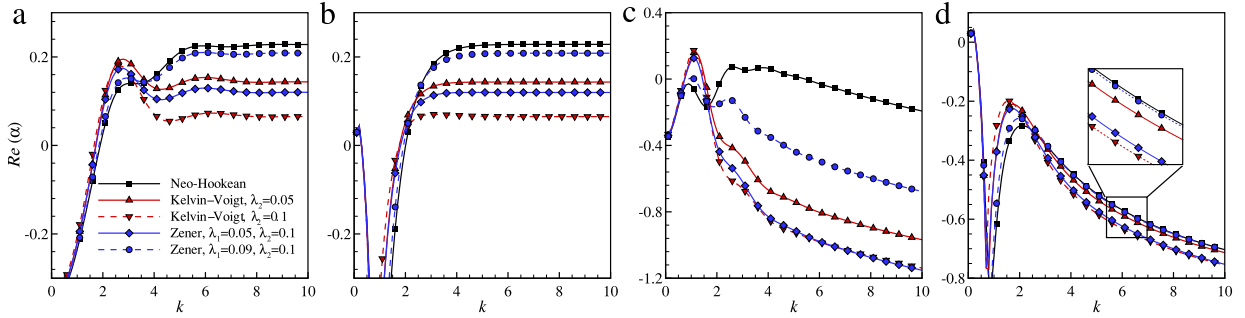 a
b
c
d
Re (α)
0.2
0
-0.2
0 2 4 6 8 10
k
Neo-Hookean
Kelvin–Voigt, λ2=0.05
Kelvin–Voigt, λ2=0.1
Zener, λ1=0.05, λ2=0.1
Zener, λ1=0.09, λ2=0.1
0.2
0
-0.2
0 2 4 6 8 10
k
0.4
0
-0.4
-0.8
-1.2
0 2 4 6 8 10
k
0
-0.2
-0.4
-0.6
-0.8
0 2 4 6 8 10
k